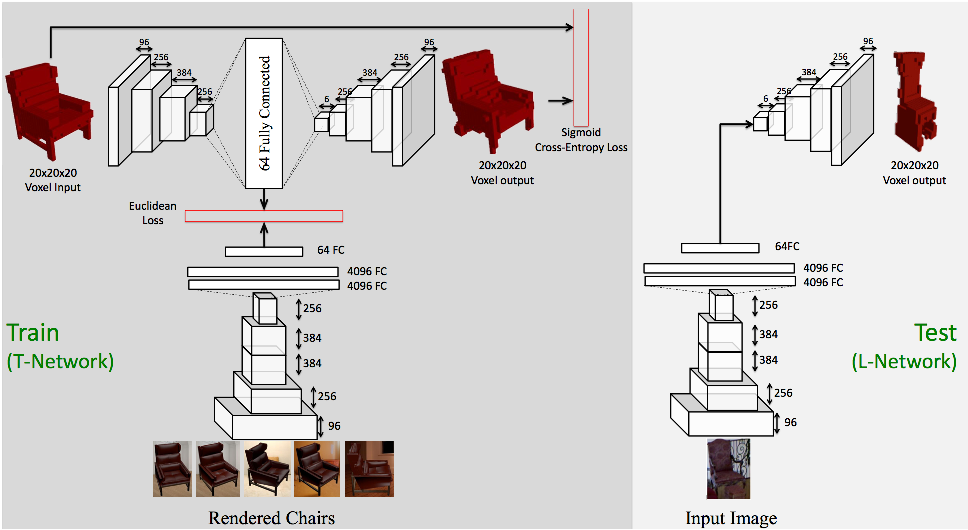 96
256
384
256
64 Fully Connected
6
256
384
256
96
20x20x20
Voxel Input
20x20x20
Voxel output
Sigmoid
Cross-Entropy Loss
Euclidean
Loss
64 FC
4096 FC
4096 FC
256
384
384
256
96
Train
(T-Network)
Rendered Chairs
6
256
384
256
96
20x20x20
Voxel output
64FC
4096 FC
4096 FC
256
384
384
256
96
Test
(L-Network)
Input Image